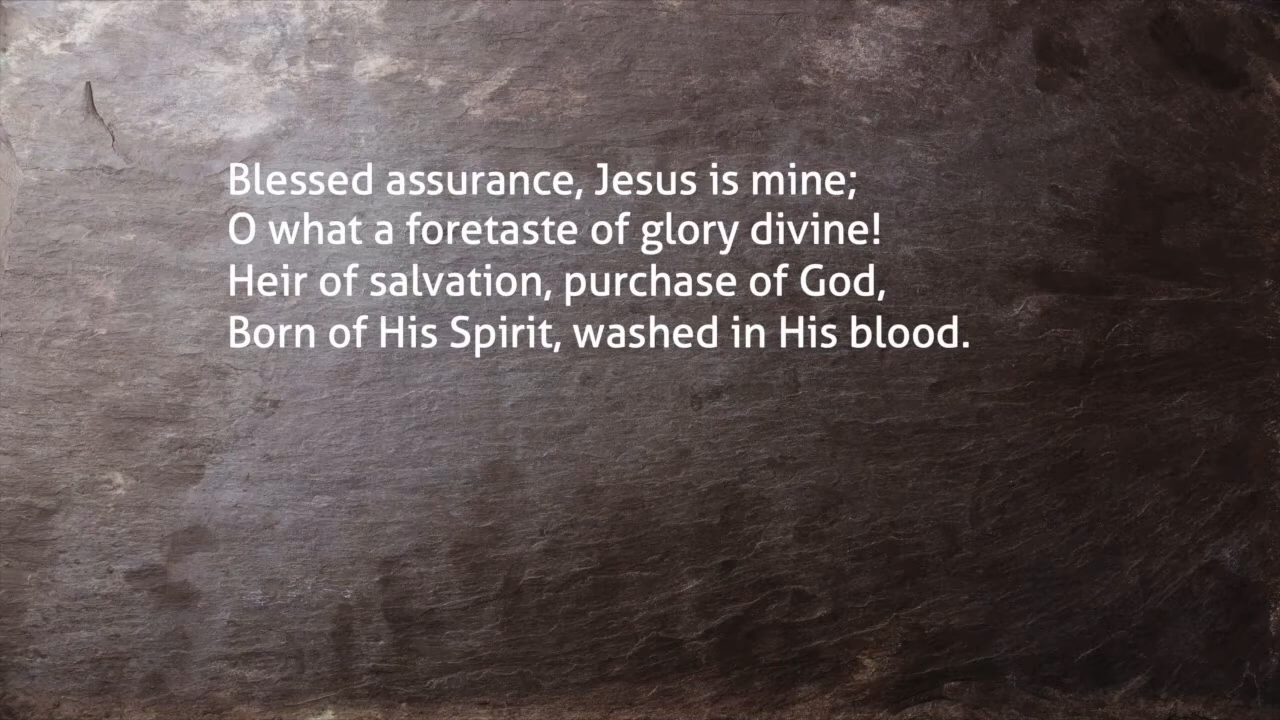 Blessed assurance, Jesus is mine;
O what a foretaste of glory divine!
Heir of salvation, purchase of God,
Born of His Spirit, washed in His blood.